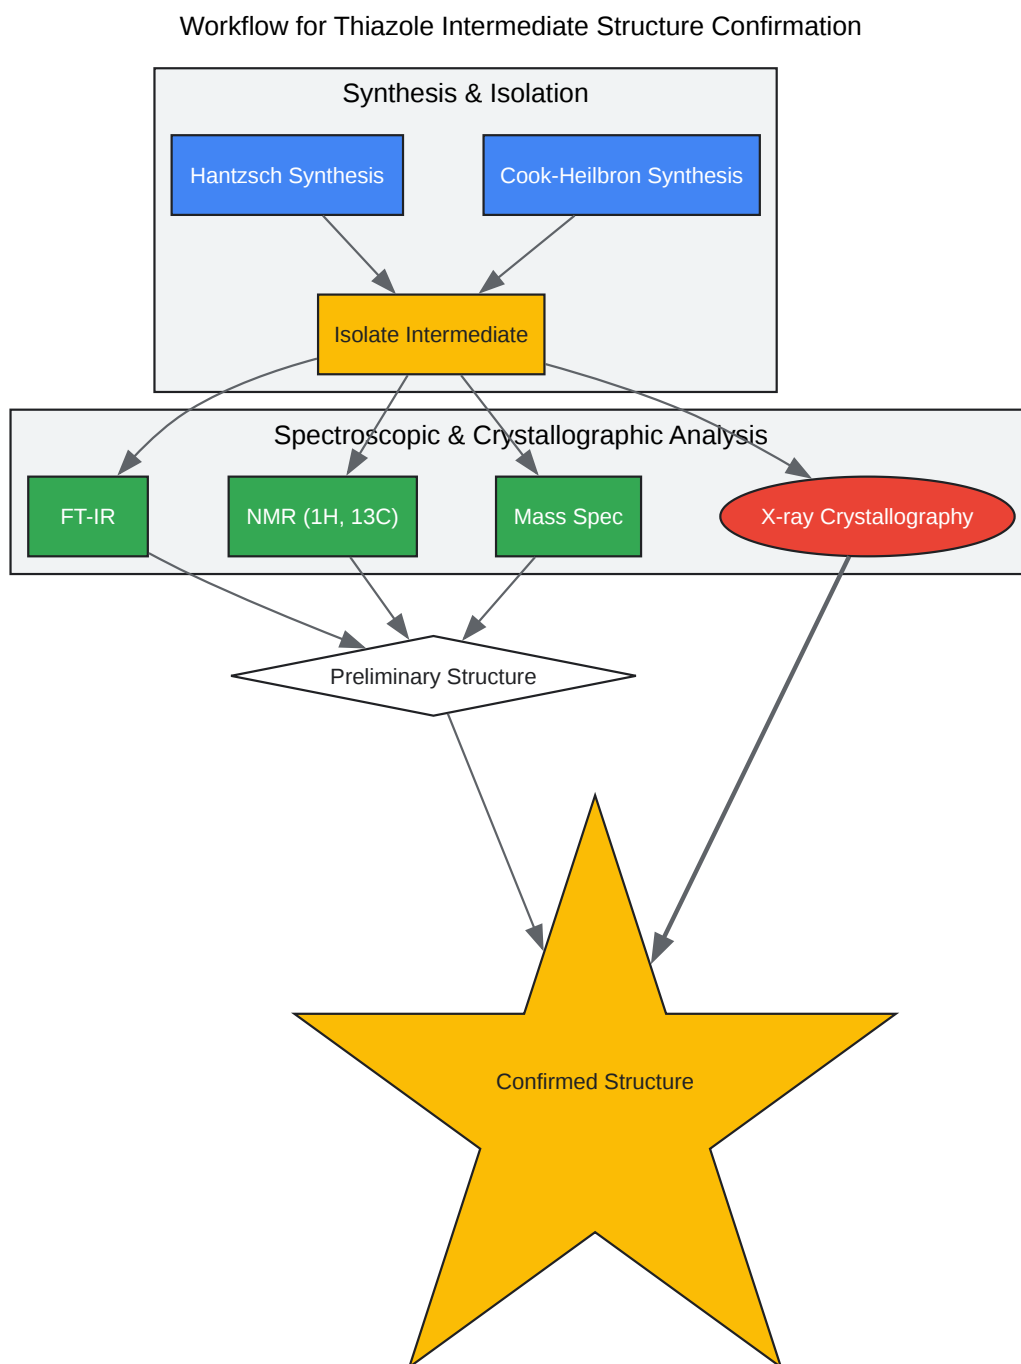 Workflow for Thiazole Intermediate Structure Confirmation
Synthesis & Isolation
Hantzsch Synthesis
Cook-Heilbron Synthesis
Isolate Intermediate
Spectroscopic & Crystallographic Analysis
FT-IR
NMR (1H, 13C)
Mass Spec
X-ray Crystallography
Preliminary Structure
Confirmed Structure